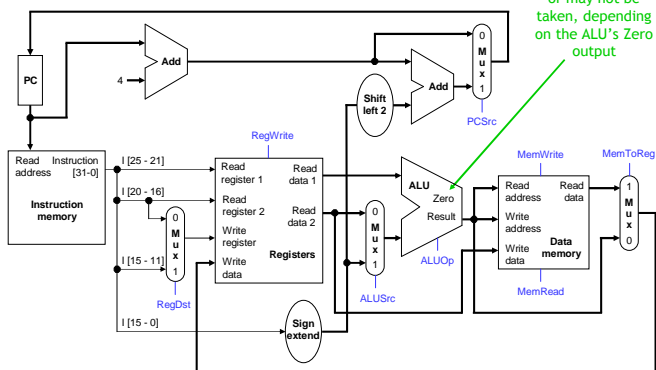 or may not be
taken, depending
on the ALU's Zero
output
0
M
u
x
1
PCSrc
Add
PC
4
Add
Shift
left 2
RegWrite
MemWrite
MemToReg
Read
address
Instruction
[31-0]
Instruction
memory
I [25 - 21]
I [20 - 16]
I [15 - 11]
I [15 - 0]
0
M
u
x
1
RegDst
Read
register 1
Read
data 1
Read
register 2
Read
data 2
Write
register
Write
data
Registers
Sign
extend
0
M
u
x
1
ALUSrc
ALU
Zero
Result
ALUOp
Read
address
Read
data
Write
address
Write
data
Data
memory
MemRead
1
M
u
x
0